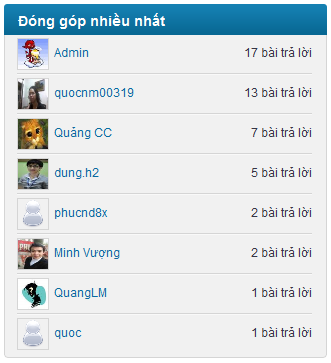 Đóng góp nhiều nhất
Admin 17 bài trả lời
quocnm00319 13 bài trả lời
Quảng CC 7 bài trả lời
dung.h2 5 bài trả lời
phucnd8x 2 bài trả lời
Minh Vượng 2 bài trả lời
QuangLM 1 bài trả lời
quoc 1 bài trả lời